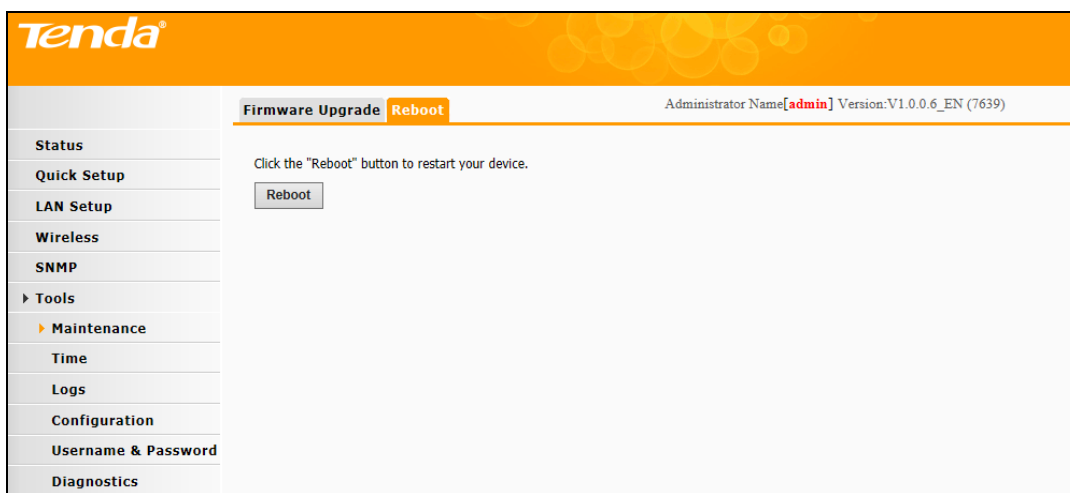 Tenda®
Firmware Upgrade Reboot Administrator Name[admin] Version:V1.0.0.6_EN (7639)
Status
Quick Setup
LAN Setup
Wireless
SNMP
Tools
Maintenance
Time
Logs
Configuration
Username & Password
Diagnostics
Click the "Reboot" button to restart your device.
Reboot